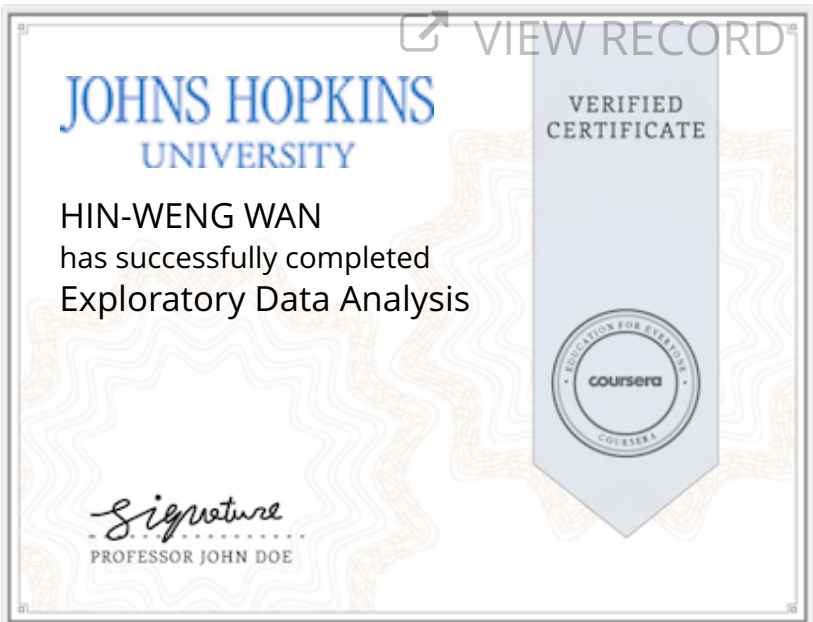 VIEW RECORD
JOHNS HOPKINS
UNIVERSITY
VERIFIED
CERTIFICATE
HIN-WENG WAN
has successfully completed
Exploratory Data Analysis
EDUCATION FOR EVERYONE
coursera
COURSERA
Signature
PROFESSOR JOHN DOE